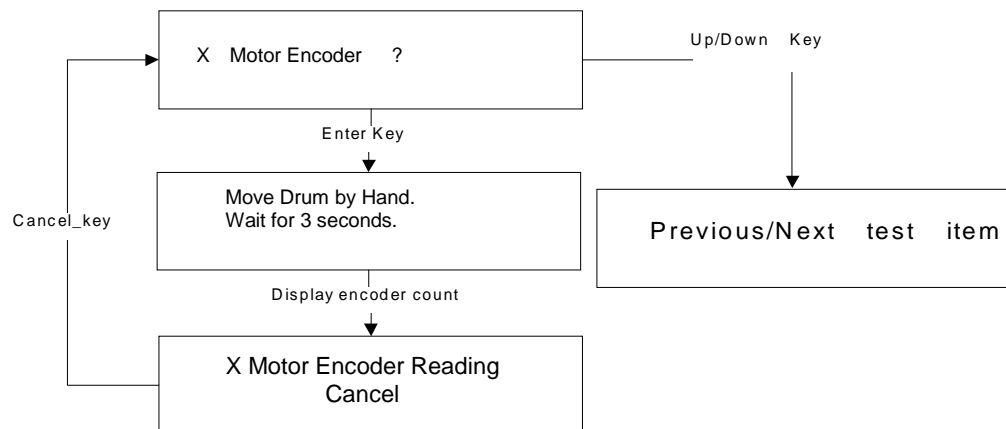 X Motor Encoder ?
Up/Down Key
Enter Key
Move Drum by Hand.
Wait for 3 seconds.
Cancel_key
Previous/Next test item
Display encoder count
X Motor Encoder Reading
Cancel